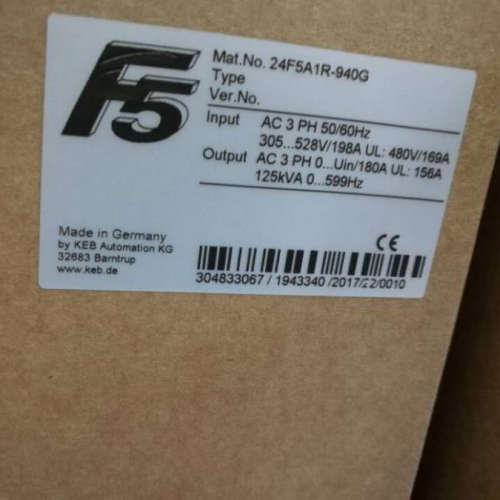 F5
Mat.No. 24F5A1R-940G
Type
Ver.No.
Input AC 3 PH 50/60Hz
305...528V/198A UL: 480V/169A
Output AC 3 PH 0...Uin/180A UL: 156A
125kVA 0...599Hz
Made in Germany
by KEB Automation KG
32683 Barntrup
www.keb.de
CE
304833067 / 1943340 /2017/22/0010